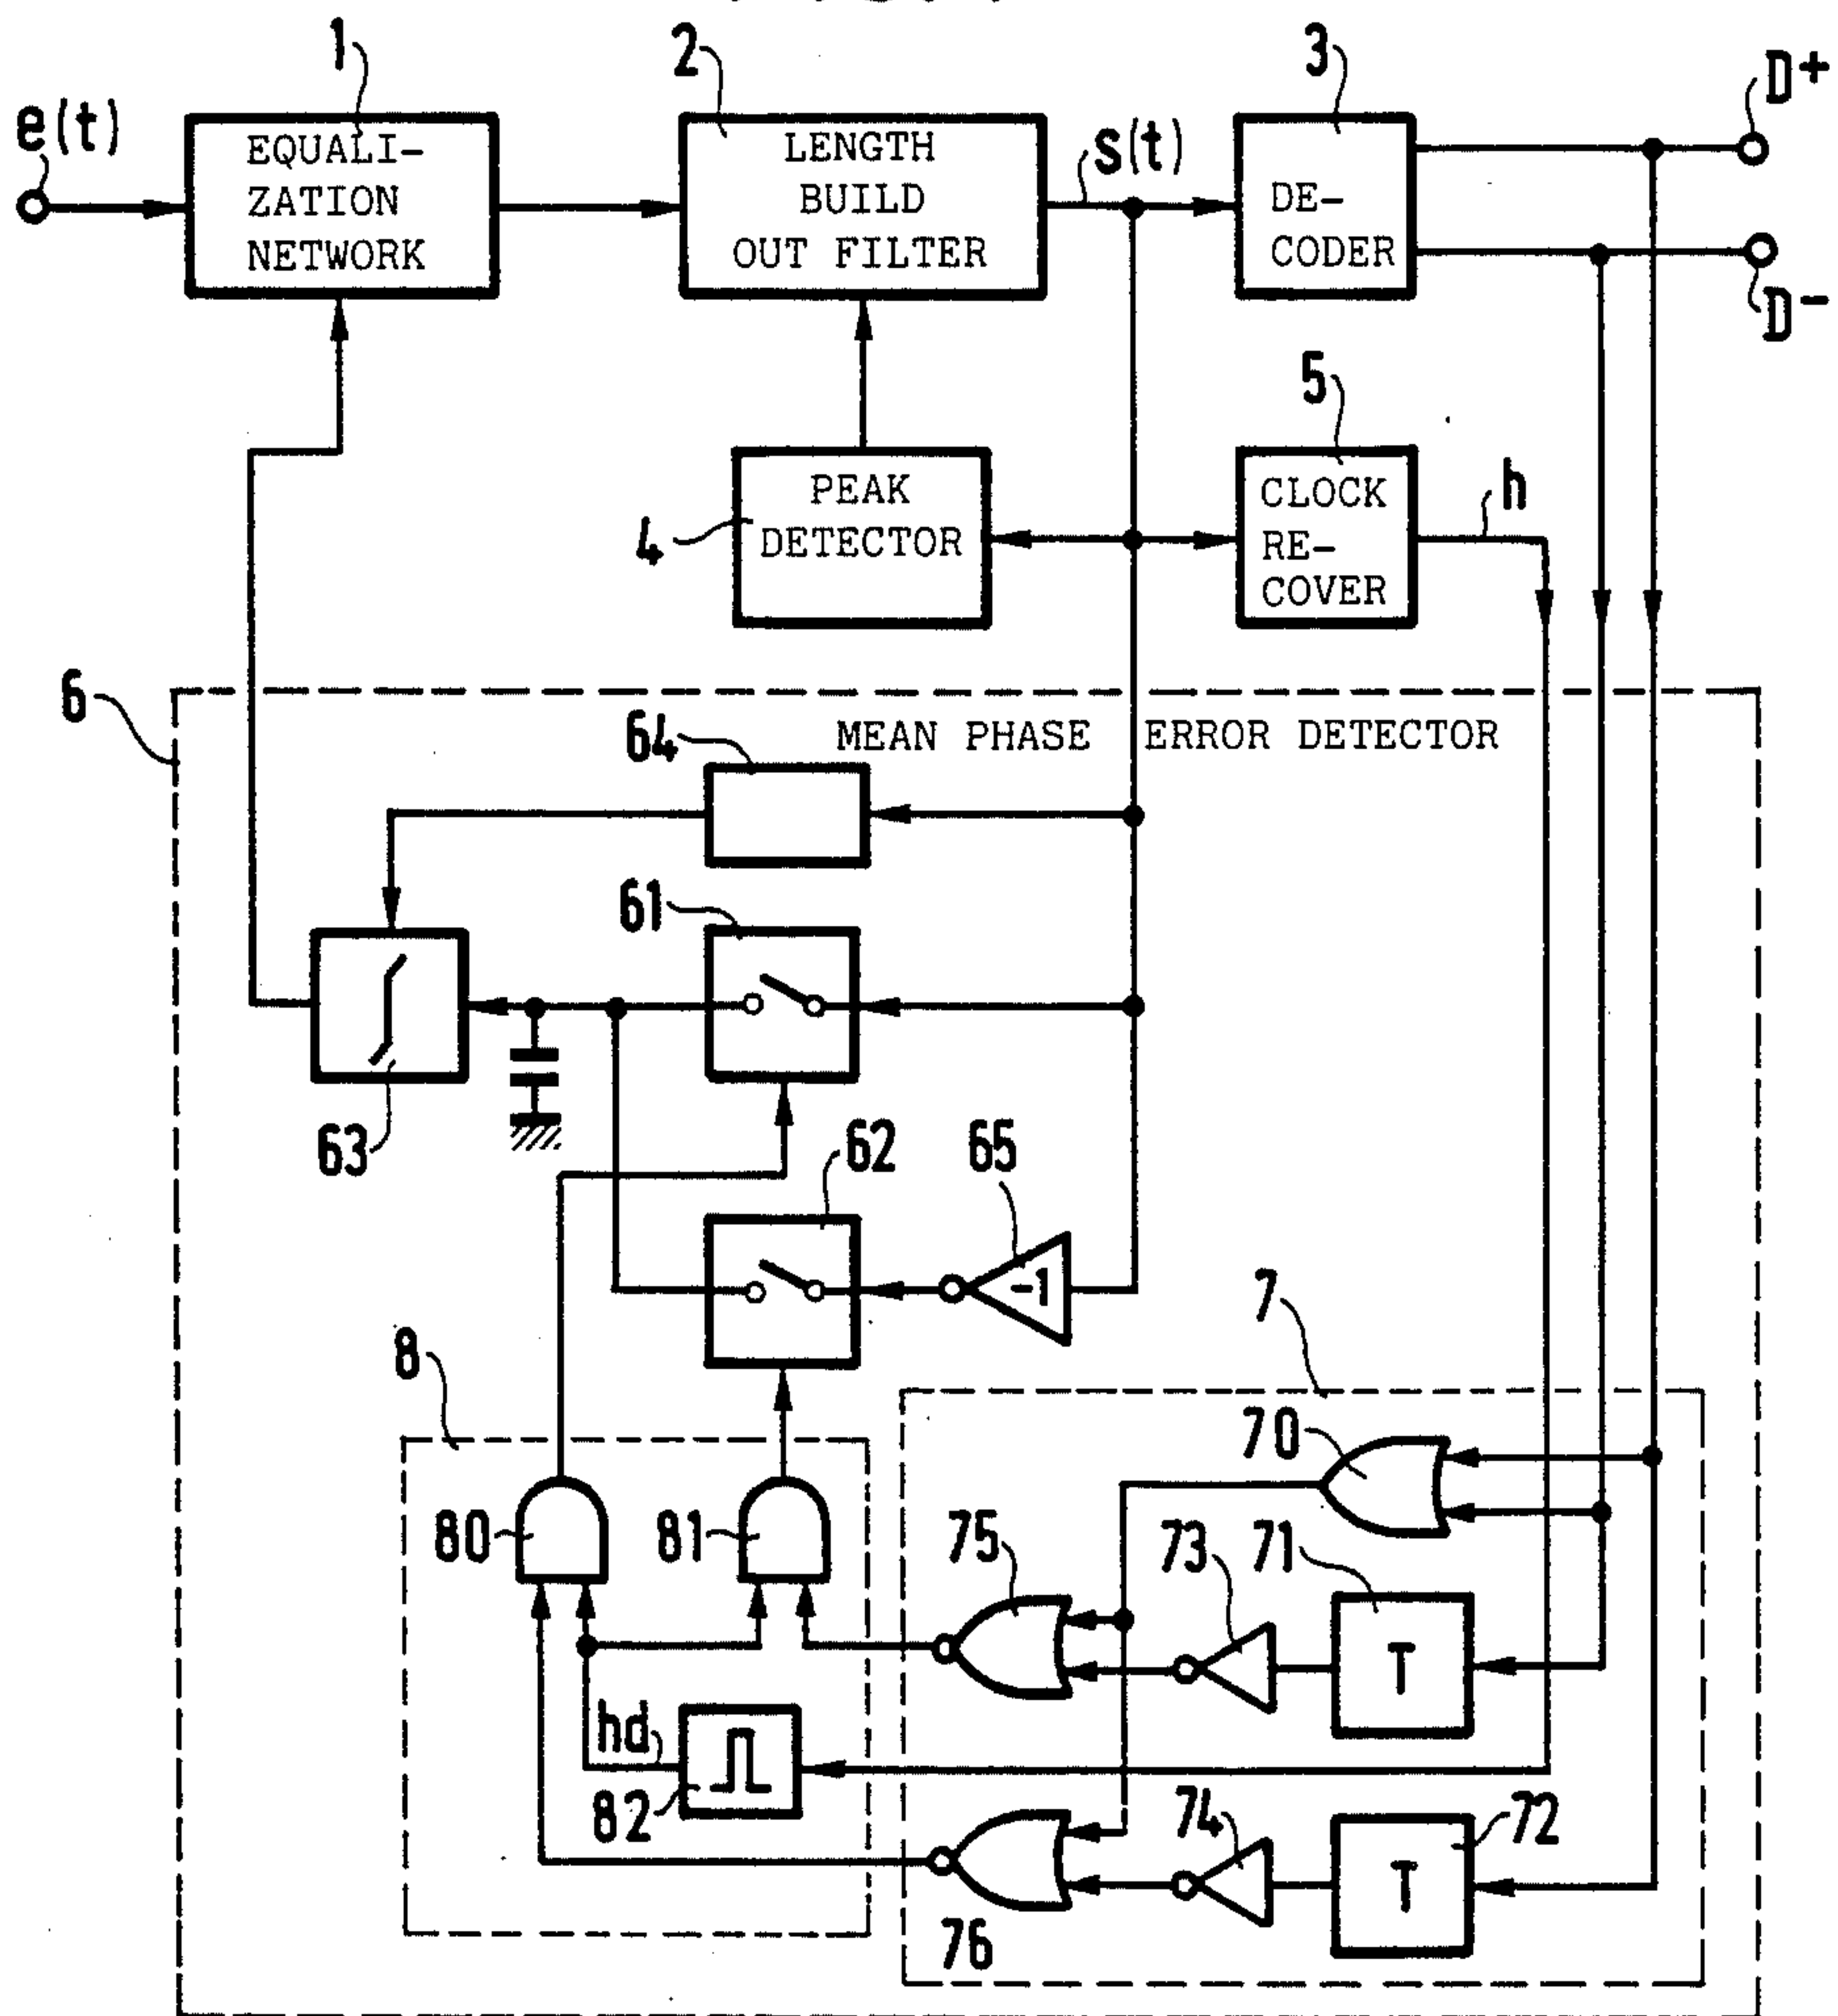 1
2
3
D+
e(t)
EQUALI-
ZATION
NETWORK
LENGTH
BUILD
OUT FILTER
s(t)
DE-
CODER
D-
5
PEAK
DETECTOR
4
CLOCK
RE-
COVER
h
6
MEAN PHASE ERROR DETECTOR
64
61
63
62
65
-1
7
8
70
80
81
75
73
71
T
hd
82
74
72
T
76